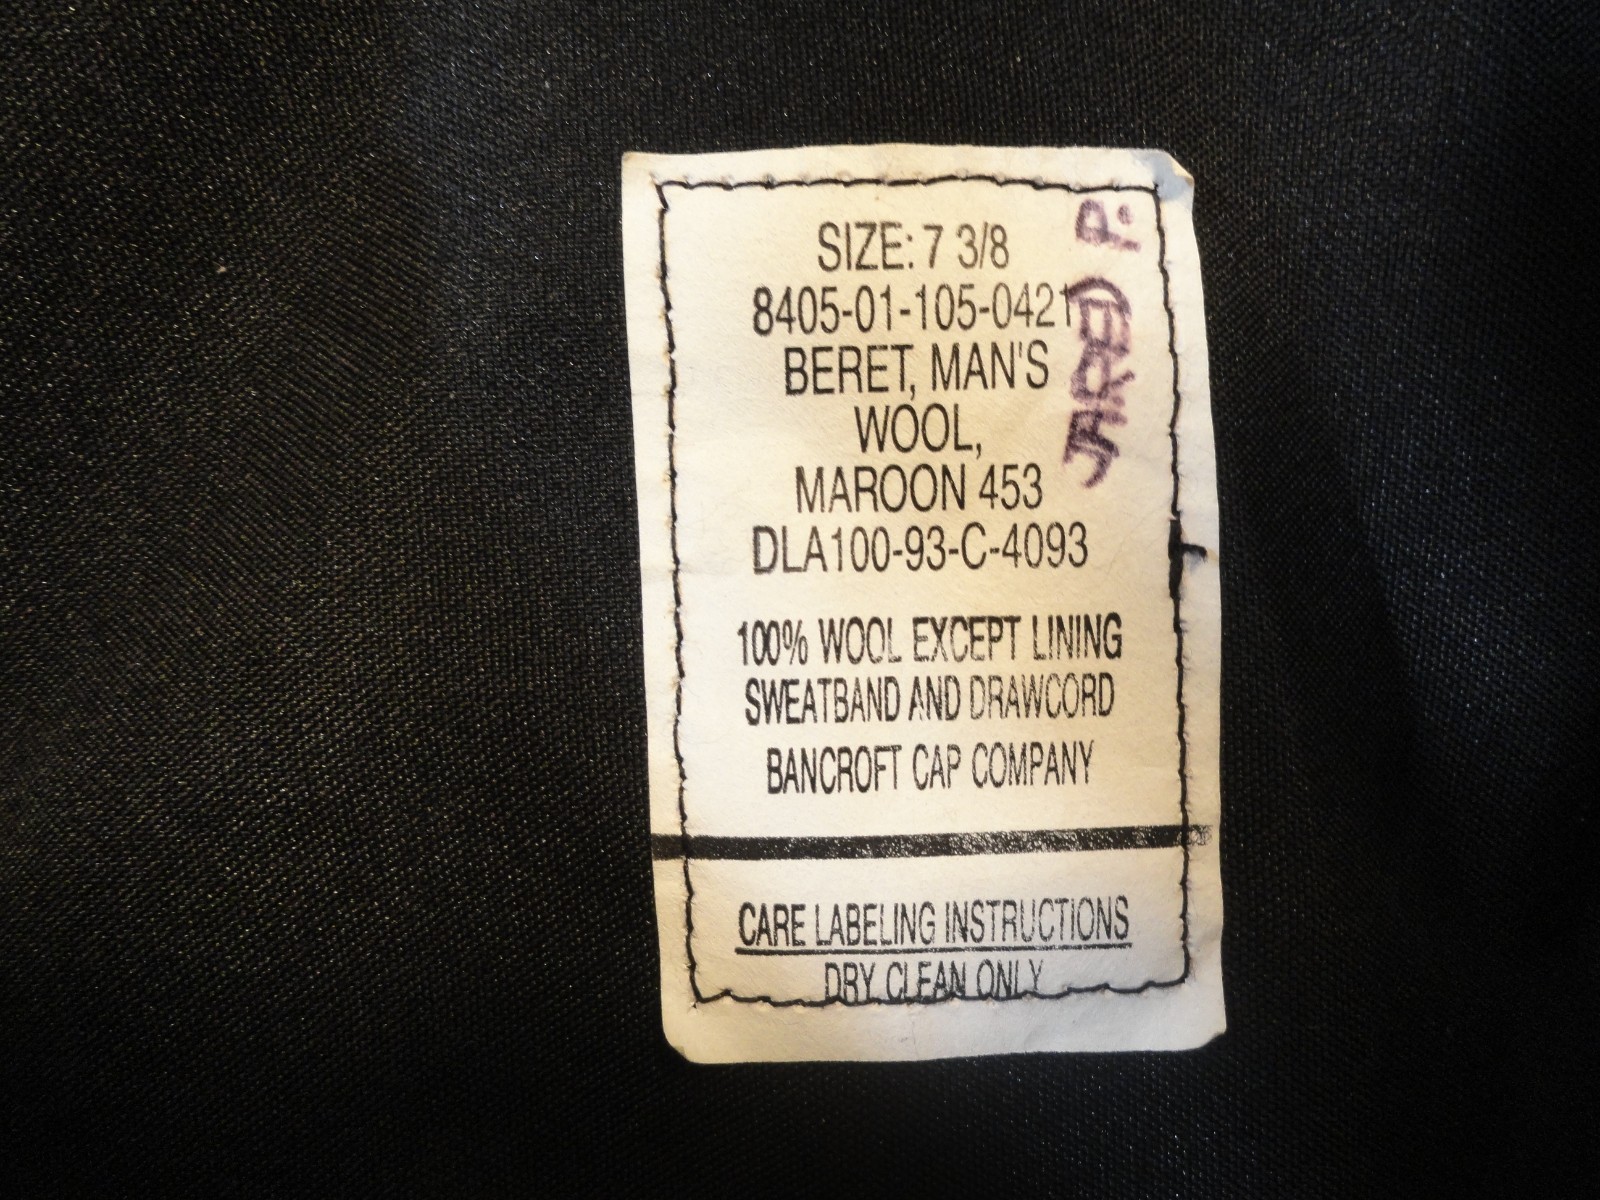 SIZE: 7 3/8
8405-01-105-0421
BERET, MAN'S
WOOL,
MAROON 453
DLA100-93-C-4093
100% WOOL EXCEPT LINING
SWEATBAND AND DRAWCORD
BANCROFT CAP COMPANY
CARE LABELING INSTRUCTIONS
DRY CLEAN ONLY
JARED P.